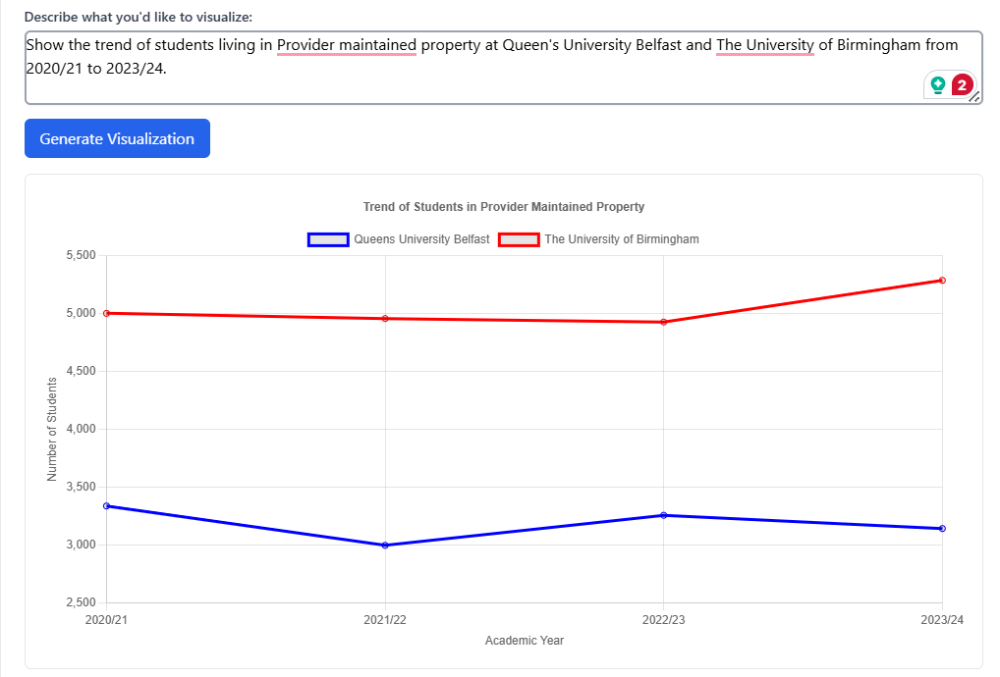 Describe what you'd like to visualize:
Show the trend of students living in Provider maintained property at Queen's University Belfast and The University of Birmingham from
2020/21 to 2023/24.
2
Generate Visualization
Trend of Students in Provider Maintained Property
Queens University Belfast The University of Birmingham
5,500
5,000
4,500
4,000
3,500
3,000
2,500
Number of Students
2020/21 2021/22 2022/23 2023/24
Academic Year